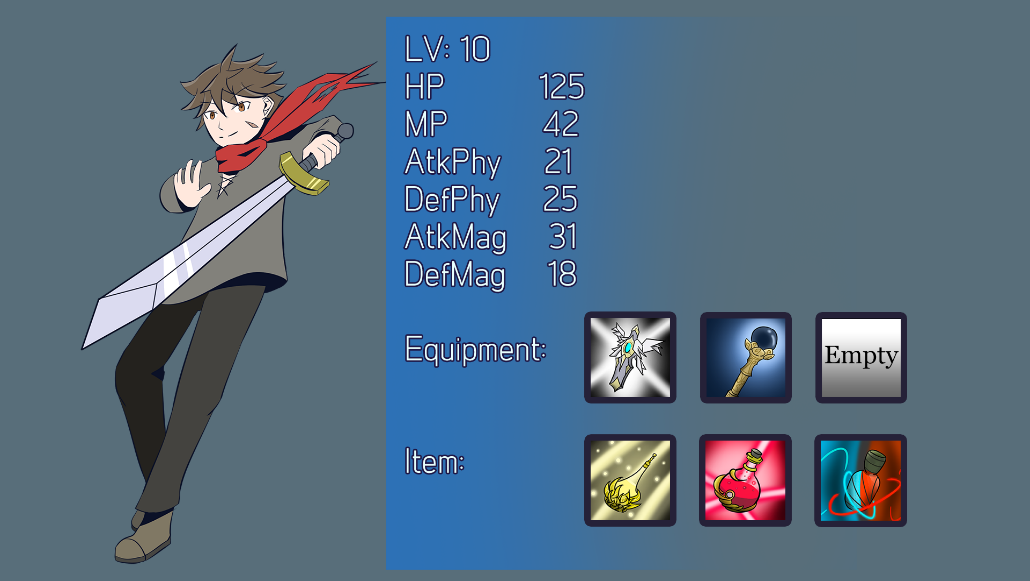 LV: 10
HP 125
MP 42
AtkPhy 21
DefPhy 25
AtkMag 31
DefMag 18
Equipment:
Empty
Item: